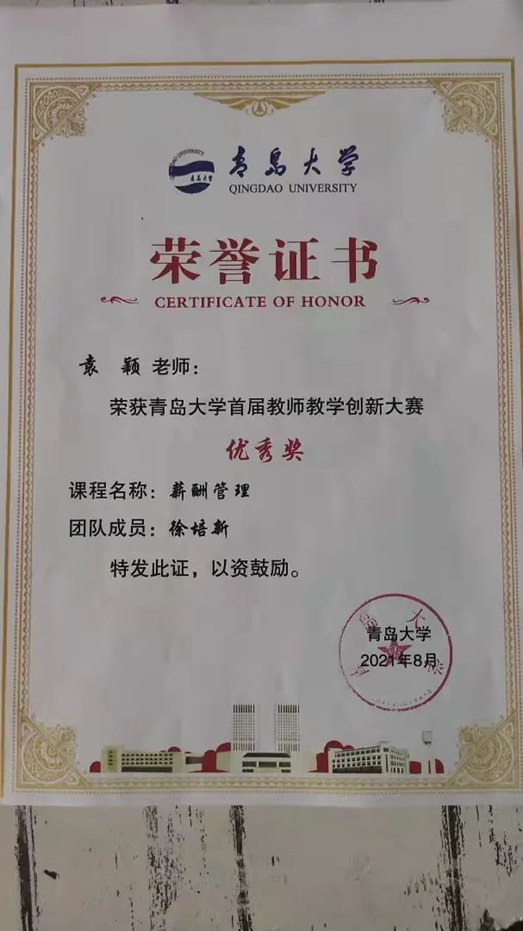 青岛大学
QINGDAO UNIVERSITY
荣誉证书
CERTIFICATE OF HONOR
袁 颖 老师：
荣获青岛大学首届教师教学创新大赛
优秀奖
课程名称：薪酬管理
团队成员：徐培新
特发此证，以资鼓励。
青岛大学
2021年8月